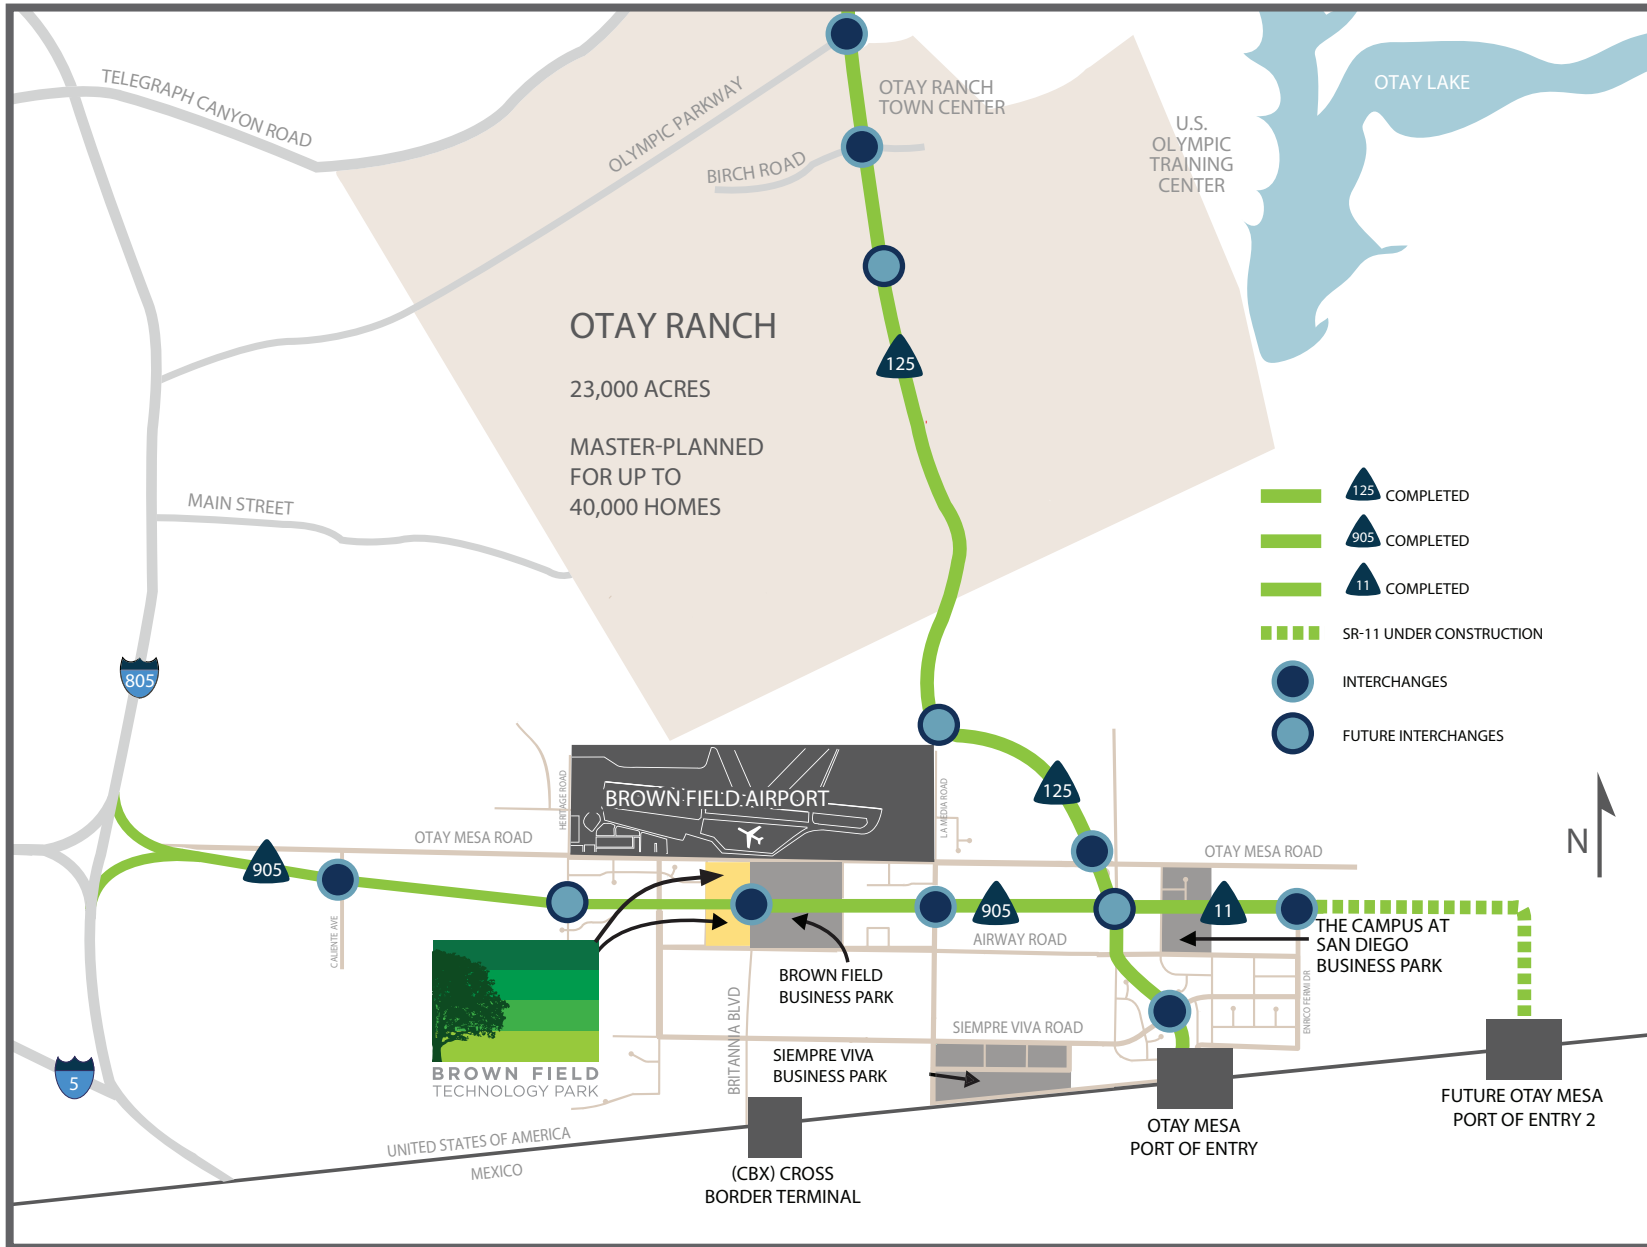 TELEGRAPH CANYON ROAD
OLYMPIC PARKWAY
BIRCH ROAD
OTAY RANCH
TOWN CENTER
U.S.
OLYMPIC
TRAINING
CENTER
OTAY LAKE
OTAY RANCH
23,000 ACRES
MASTER-PLANNED
FOR UP TO
40,000 HOMES
125
MAIN STREET
125 COMPLETED
905 COMPLETED
11 COMPLETED
SR-11 UNDER CONSTRUCTION
INTERCHANGES
FUTURE INTERCHANGES
N
805
HERITAGE ROAD
BROWN FIELD AIRPORT
LA MEDIA ROAD
125
OTAY MESA ROAD
OTAY MESA ROAD
905
905
11
CALIENTE AVE
AIRWAY ROAD
THE CAMPUS AT
SAN DIEGO
BUSINESS PARK
BROWN FIELD
BUSINESS PARK
BRITANNIA BLVD
ENRICO FERMI DR
SIEMPRE VIVA ROAD
SIEMPRE VIVA
BUSINESS PARK
BROWN FIELD
TECHNOLOGY PARK
5
UNITED STATES OF AMERICA
MEXICO
(CBX) CROSS
BORDER TERMINAL
OTAY MESA
PORT OF ENTRY
FUTURE OTAY MESA
PORT OF ENTRY 2